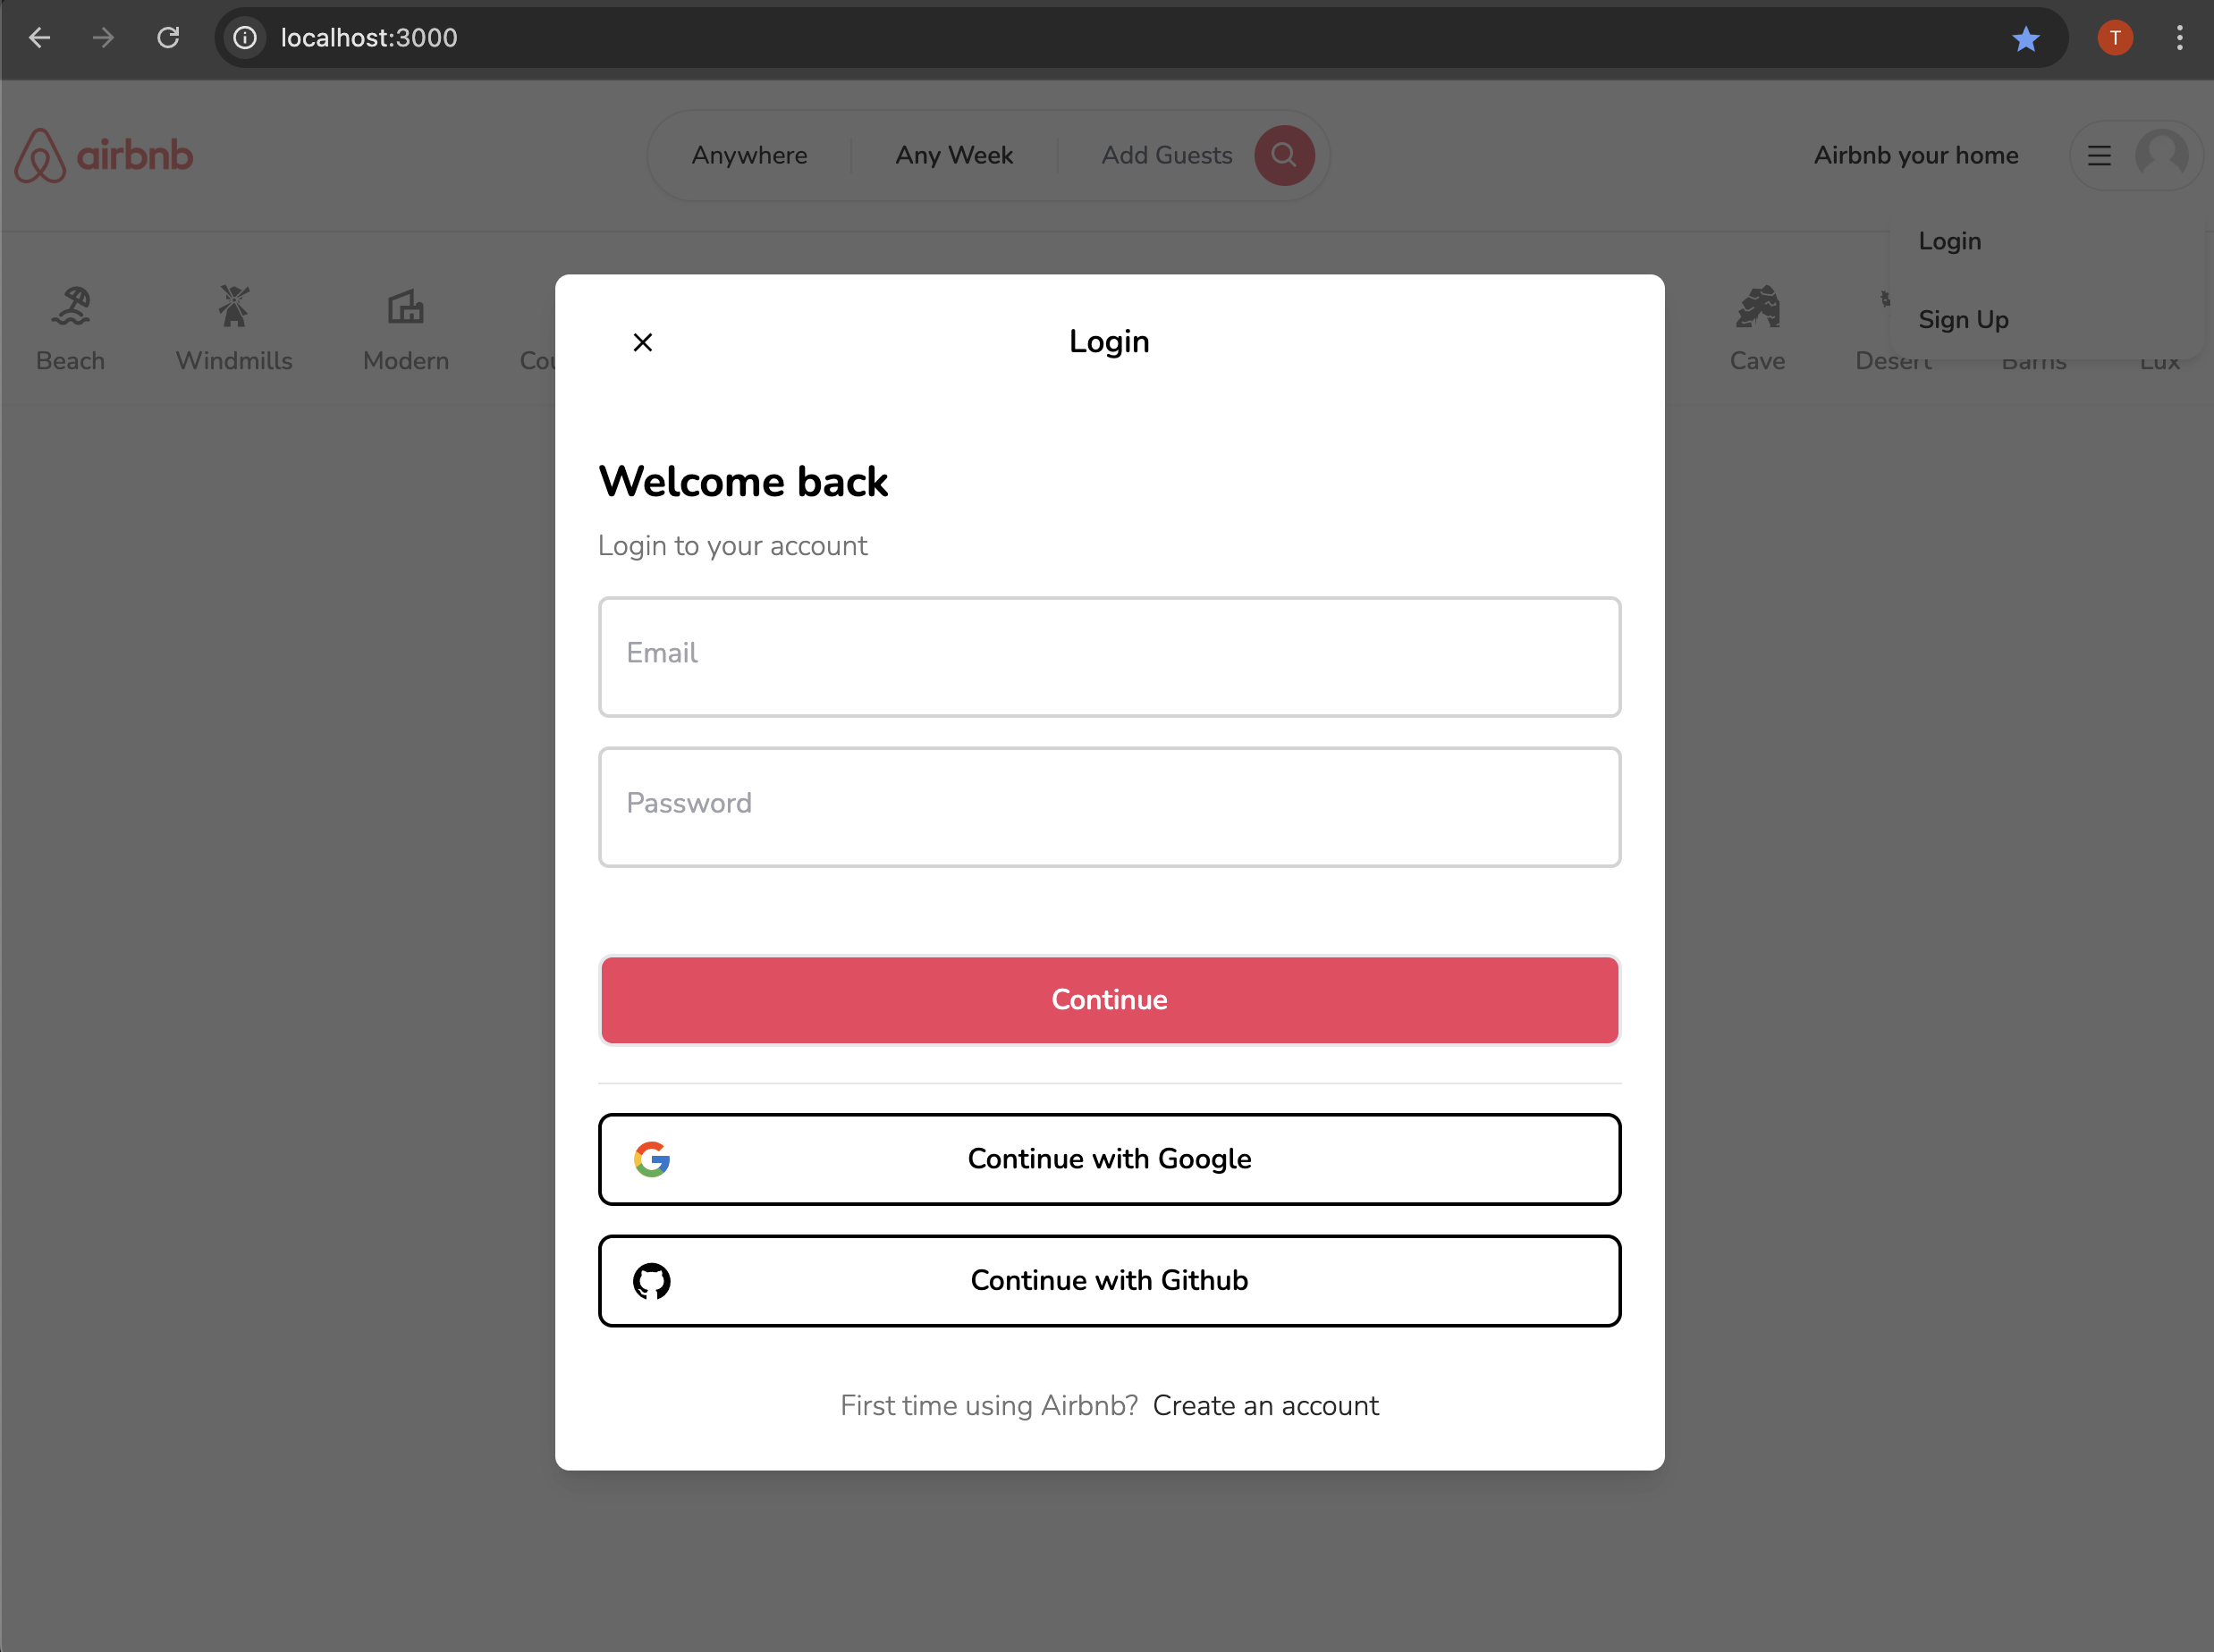 localhost:3000
T
airbnb
Anywhere
Any Week
Add Guests
Airbnb your home
Login
Sign Up
Beach
Windmills
Modern
Cou
Cave
Desert
Barns
Lux
Login
Welcome back
Login to your account
Email
Password
Continue
Continue with Google
Continue with Github
First time using Airbnb? Create an account